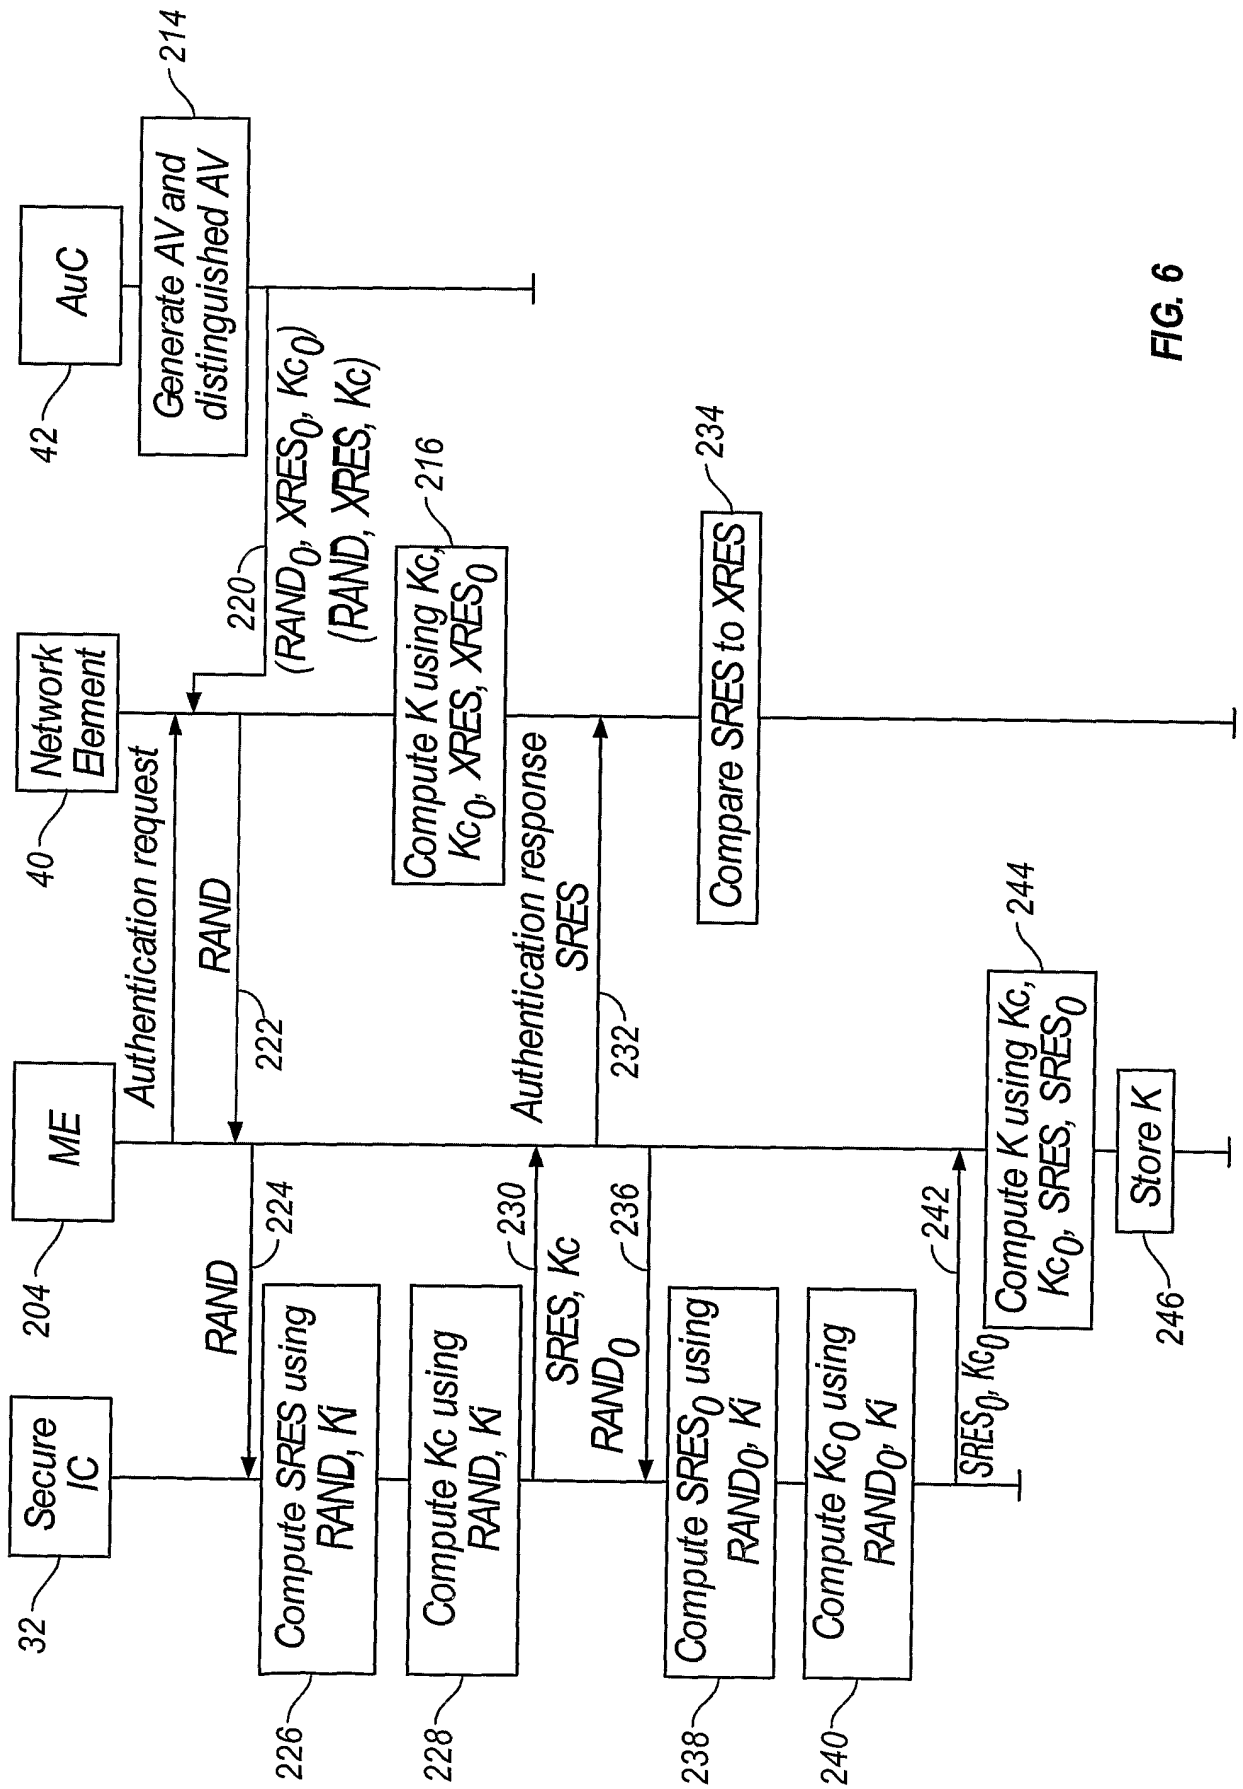 32
Secure
IC
204
ME
40
Network
Element
42
AuC
214
Generate AV and
distinguished AV
Authentication request
220
(RAND0, XRES0, Kc0)
(RAND, XRES, Kc)
RAND
222
RAND
224
226
Compute SRES using
RAND, Ki
216
Compute K using Kc,
Kc0, XRES, XRES0
228
Compute Kc using
RAND, Ki
230
SRES, Kc
Authentication response
SRES
232
RAND0
236
234
Compare SRES to XRES
238
Compute SRES0 using
RAND0, Ki
240
Compute Kc0 using
RAND0, Ki
242
SRES0, Kc0
244
Compute K using Kc,
Kc0, SRES, SRES0
246
Store K
FIG. 6